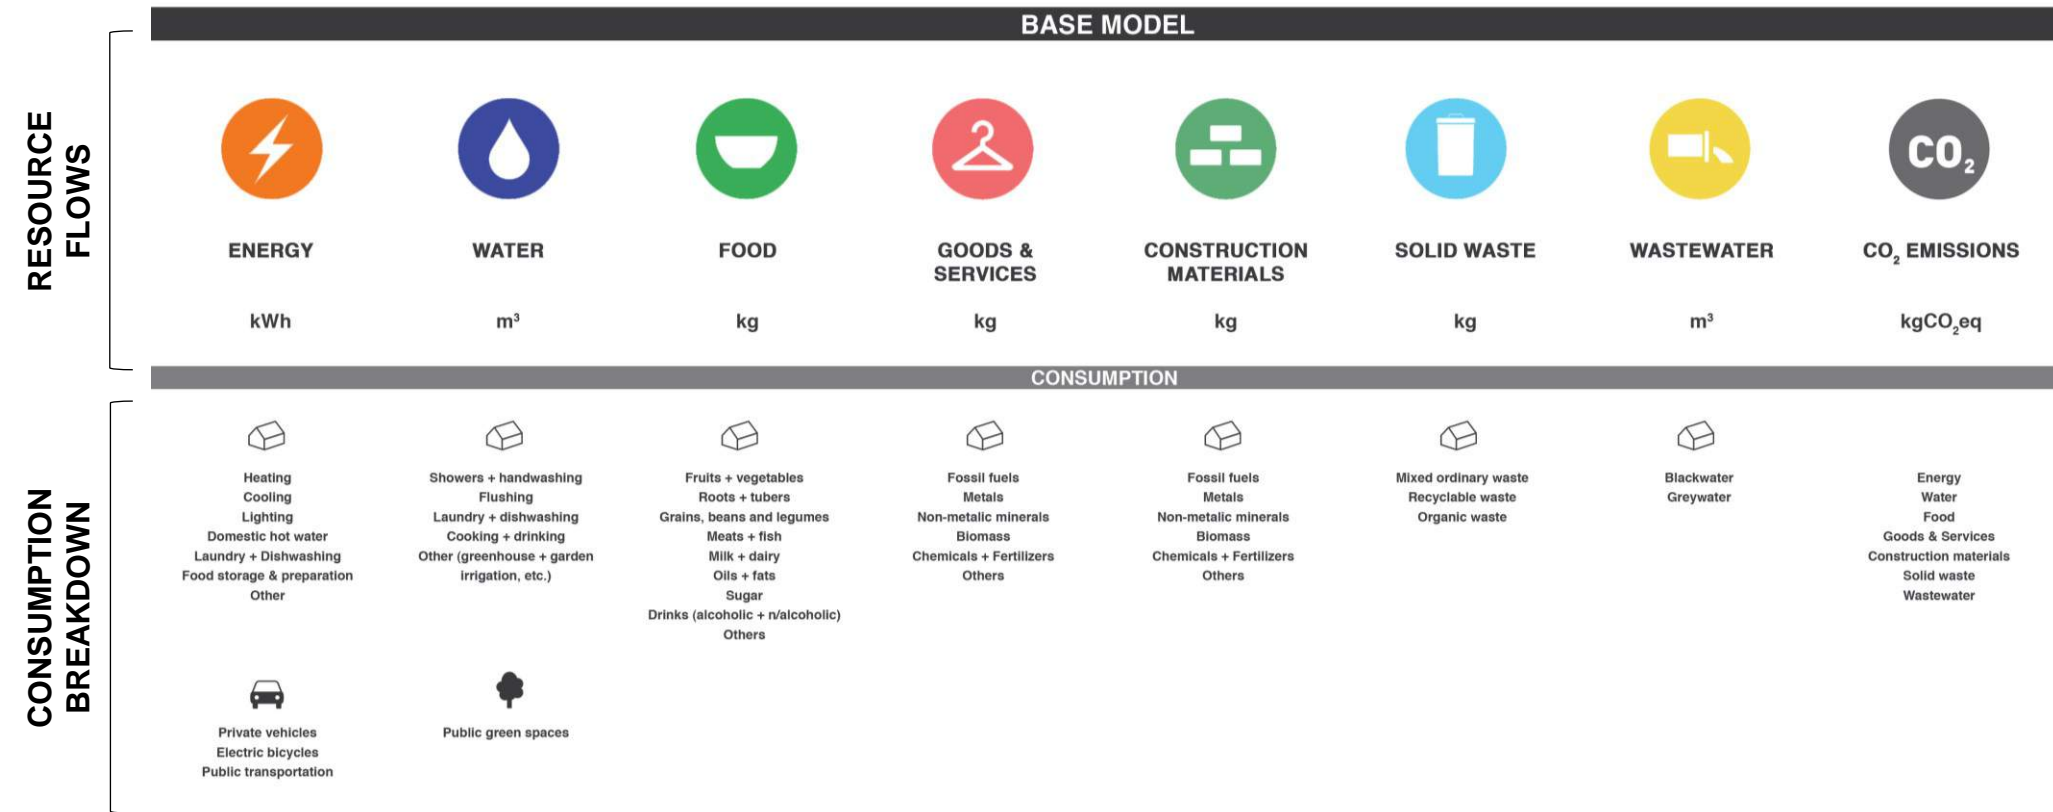 BASE MODEL
RESOURCE
FLOWS
CO2
ENERGY
kWh
WATER
m³
FOOD
kg
GOODS &
SERVICES
kg
CONSTRUCTION
MATERIALS
kg
SOLID WASTE
kg
WASTEWATER
m³
CO2 EMISSIONS
kgCO2eq
CONSUMPTION
CONSUMPTION
BREAKDOWN
Heating
Cooling
Lighting
Domestic hot water
Laundry + Dishwashing
Food storage & preparation
Other
Private vehicles
Electric bicycles
Public transportation
Showers + handwashing
Flushing
Laundry + dishwashing
Cooking + drinking
Other (greenhouse + garden
irrigation, etc.)
Public green spaces
Fruits + vegetables
Roots + tubers
Grains, beans and legumes
Meats + fish
Milk + dairy
Oils + fats
Sugar
Drinks (alcoholic + n/alcoholic)
Others
Fossil fuels
Metals
Non-metalic minerals
Biomass
Chemicals + Fertilizers
Others
Fossil fuels
Metals
Non-metalic minerals
Biomass
Chemicals + Fertilizers
Others
Mixed ordinary waste
Recyclable waste
Organic waste
Blackwater
Greywater
Energy
Water
Food
Goods & Services
Construction materials
Solid waste
Wastewater